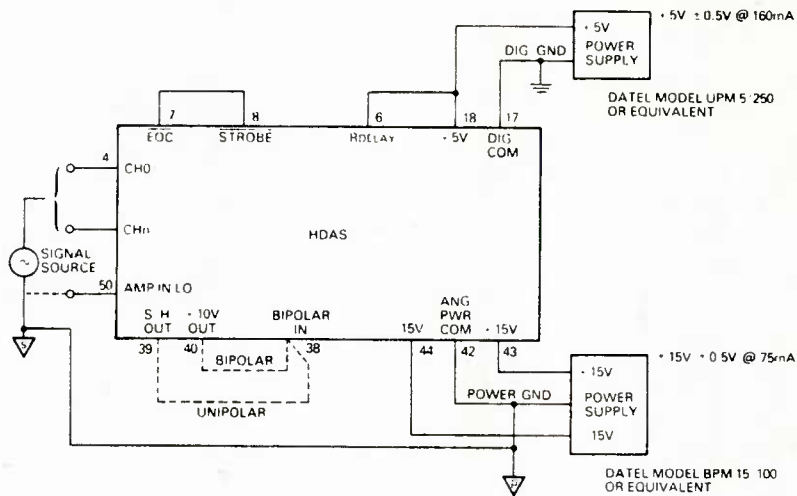 + 5V ± 0.5V @ 160mA
+ 5V
POWER
SUPPLY
DIG GND
DATEL MODEL UPM 5/250
OR EQUIVALENT
7
8
6
18
17
EOC
STROBE
RDELAY
+ 5V
DIG
COM
4
CH0
CHn
HDAS
SIGNAL
SOURCE
50
AMP IN LO
S H
OUT
- 10V
OUT
BIPOLAR
IN
15V
ANG
PWR
COM
+ 15V
39
40
38
44
42
43
BIPOLAR
UNIPOLAR
+ 15V + 0.5V @ 75mA
+ 15V
POWER
SUPPLY
15V
POWER GND
S
DATEL MODEL BPM 15 100
OR EQUIVALENT